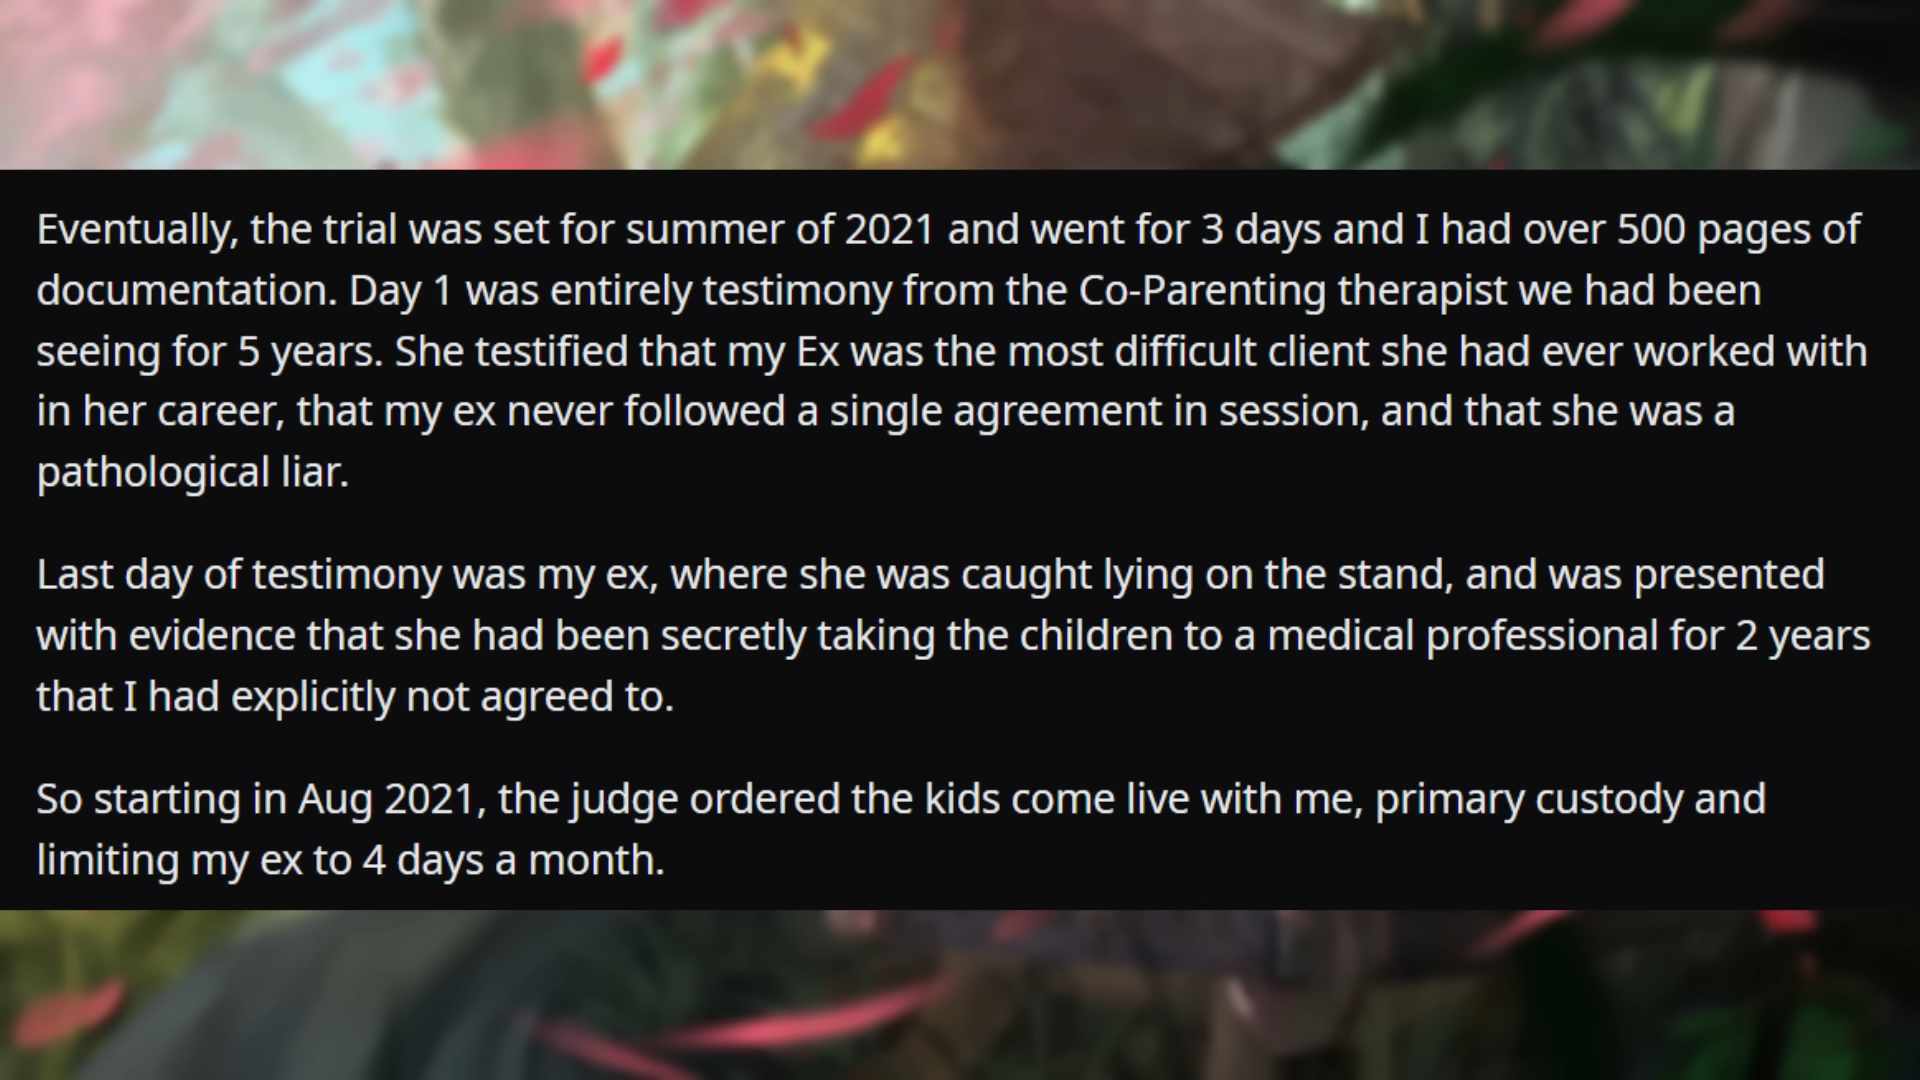 Eventually, the trial was set for summer of 2021 and went for 3 days and I had over 500 pages of
documentation. Day 1 was entirely testimony from the Co-Parenting therapist we had been
seeing for 5 years. She testified that my Ex was the most difficult client she had ever worked with
in her career, that my ex never followed a single agreement in session, and that she was a
pathological liar.
Last day of testimony was my ex, where she was caught lying on the stand, and was presented
with evidence that she had been secretly taking the children to a medical professional for 2 years
that I had explicitly not agreed to.
So starting in Aug 2021, the judge ordered the kids come live with me, primary custody and
limiting my ex to 4 days a month.